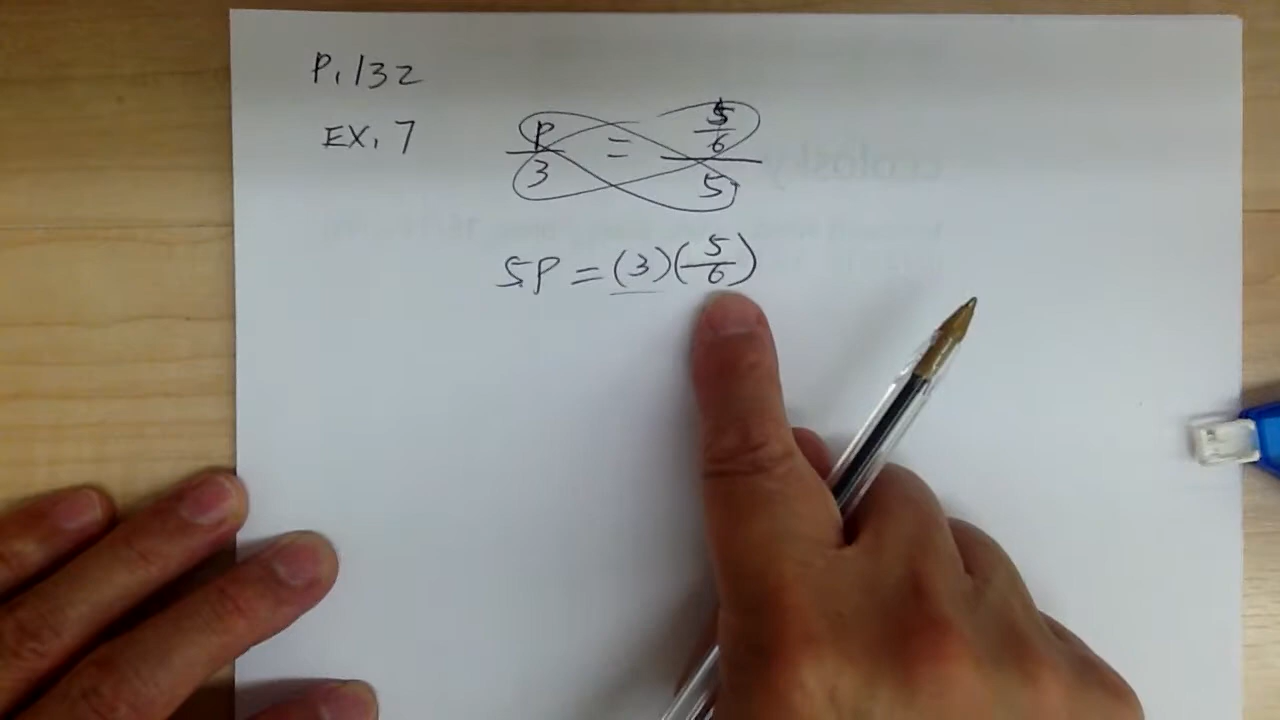 P. 132
EX. 7
p/3 = (5/6)/5
5P = (3)(5/6)